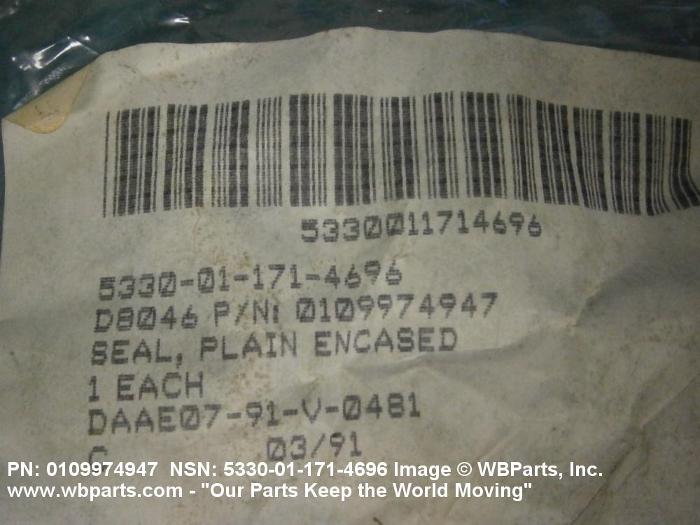 5330011714696
5330-01-171-4696
D8046 P/N: 0109974947
SEAL, PLAIN ENCASED
1 EACH
DAAE07-91-V-0481
C 03/91
PN: 0109974947 NSN: 5330-01-171-4696 Image © WBParts, Inc.
www.wbparts.com - "Our Parts Keep the World Moving"